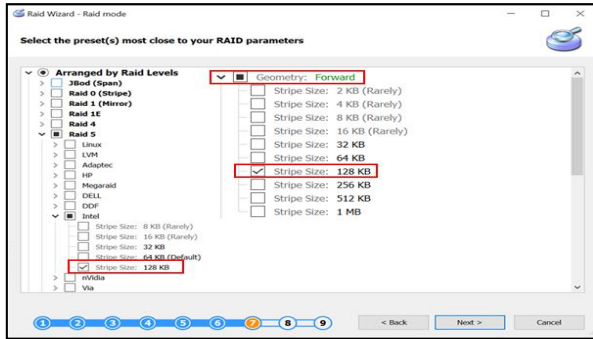 Raid Wizard - Raid mode
Select the preset(s) most close to your RAID parameters
Arranged by Raid Levels
JBod (Span)
Raid 0 (Stripe)
Raid 1 (Mirror)
Raid 1E
Raid 4
Raid 5
Linux
LVM
Adaptec
HP
Megaraid
DELL
DDF
Intel
Stripe Size: 8 KB (Rarely)
Stripe Size: 16 KB (Rarely)
Stripe Size: 32 KB
Stripe Size: 64 KB (Default)
Stripe Size: 128 KB
nVidia
Via
Geometry: Forward
Stripe Size: 2 KB (Rarely)
Stripe Size: 4 KB (Rarely)
Stripe Size: 8 KB (Rarely)
Stripe Size: 16 KB (Rarely)
Stripe Size: 32 KB
Stripe Size: 64 KB
Stripe Size: 128 KB
Stripe Size: 256 KB
Stripe Size: 512 KB
Stripe Size: 1 MB
1 2 3 4 5 6 7 8 9
< Back Next > Cancel